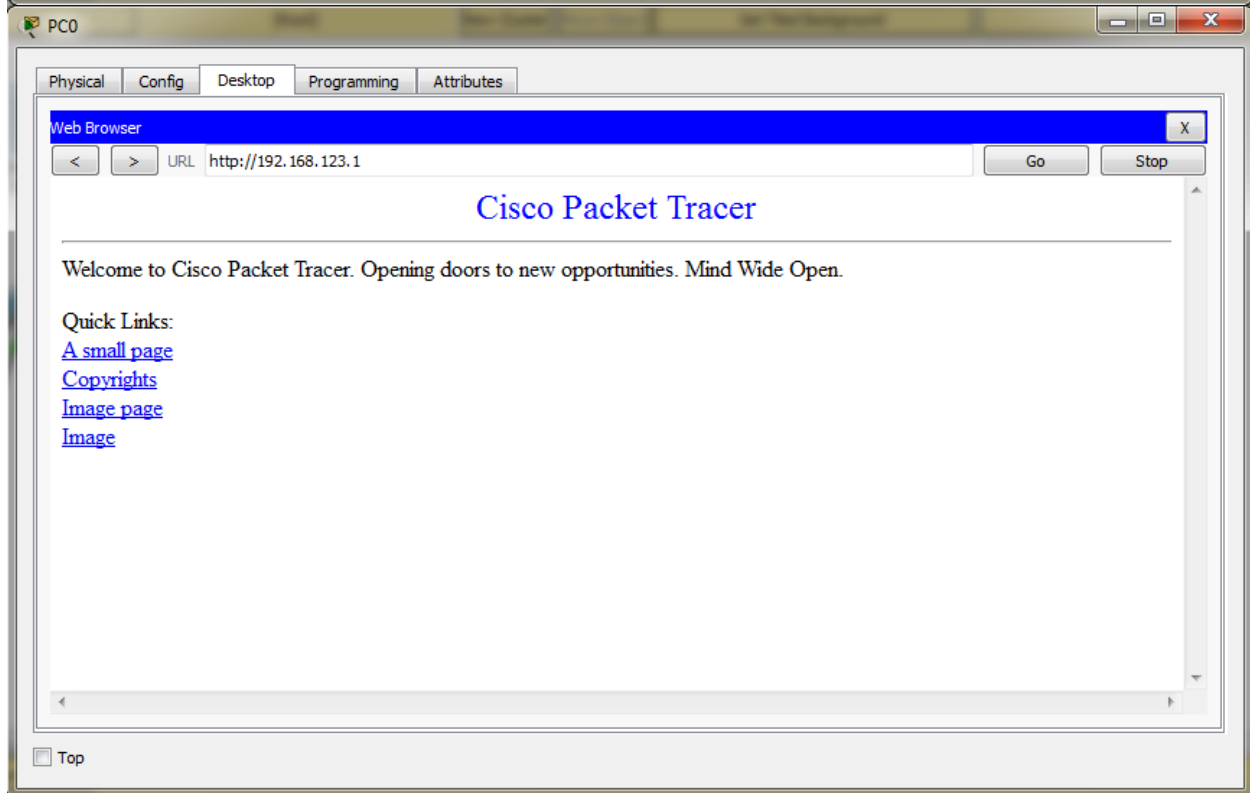 PC0
Physical Config Desktop Programming Attributes
Web Browser X
< > URL http://192.168.123.1 Go Stop
Cisco Packet Tracer
Welcome to Cisco Packet Tracer. Opening doors to new opportunities. Mind Wide Open.
Quick Links:
A small page
Copyrights
Image page
Image
Top